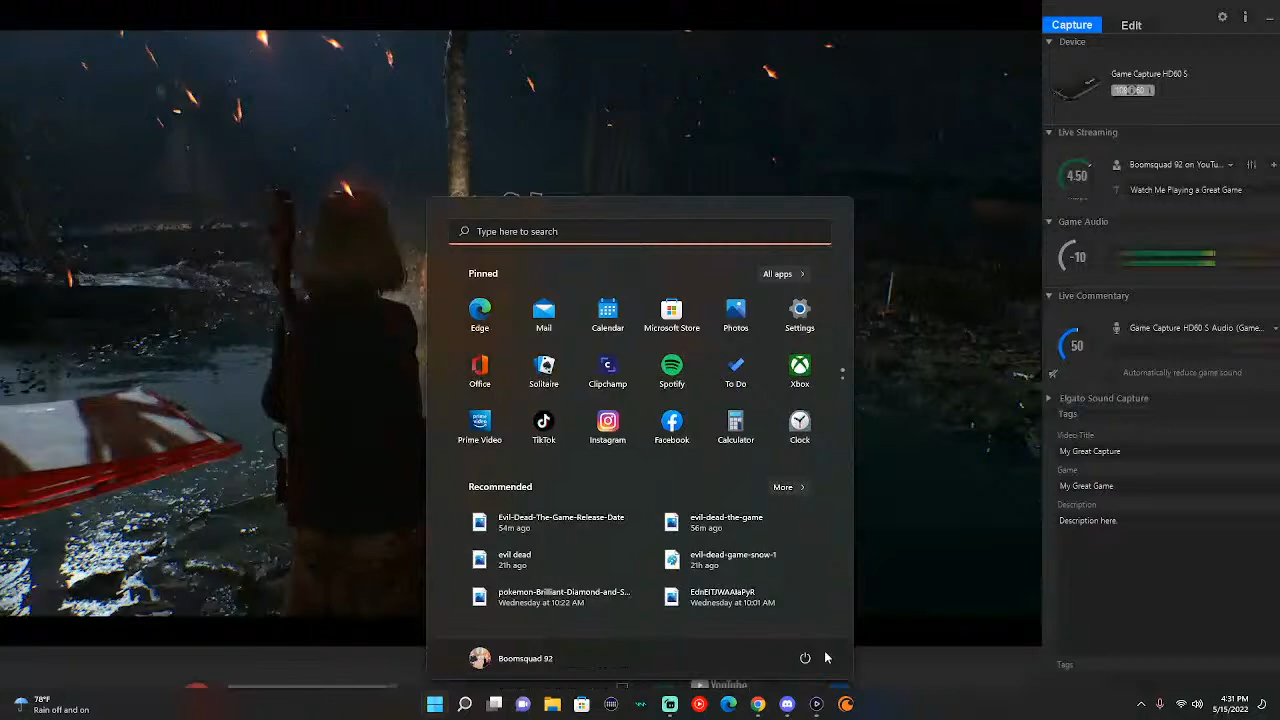 Capture Edit
Device
Game Capture HD60 S
Live Streaming
4.50
Boomsquad 92 on YouTu...
Watch Me Playing a Great Game
Game Audio
-10
Live Commentary
50
Game Capture HD60 S Audio (Game...
Automatically reduce game sound
Elgato Sound Capture
Tags
Video Title
My Great Capture
Game
My Great Game
Description
Description here.
Tags
Type here to search
Pinned
All apps
Edge Mail Calendar Microsoft Store Photos Settings
Office Solitaire Clipchamp Spotify To Do Xbox
prime video
Prime Video TikTok Instagram Facebook Calculator Clock
Recommended
More
Evil-Dead-The-Game-Release-Date
54m ago
evil-dead-the-game
56m ago
evil dead
21h ago
evil-dead-game-snow-1
21h ago
pokemon-Brilliant-Diamond-and-S...
Wednesday at 10:22 AM
Wednesday at 10:01 AM
Boomsquad 92
YouTube
78°F
Rain off and on
4:31 PM
5/15/2022